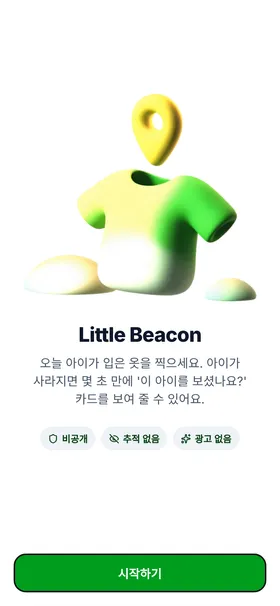 Little Beacon
오늘 아이가 입은 옷을 찍으세요. 아이가
사라지면 몇 초 만에 '이 아이를 보셨나요?'
카드를 보여 줄 수 있어요.
비공개 추적 없음 광고 없음
시작하기